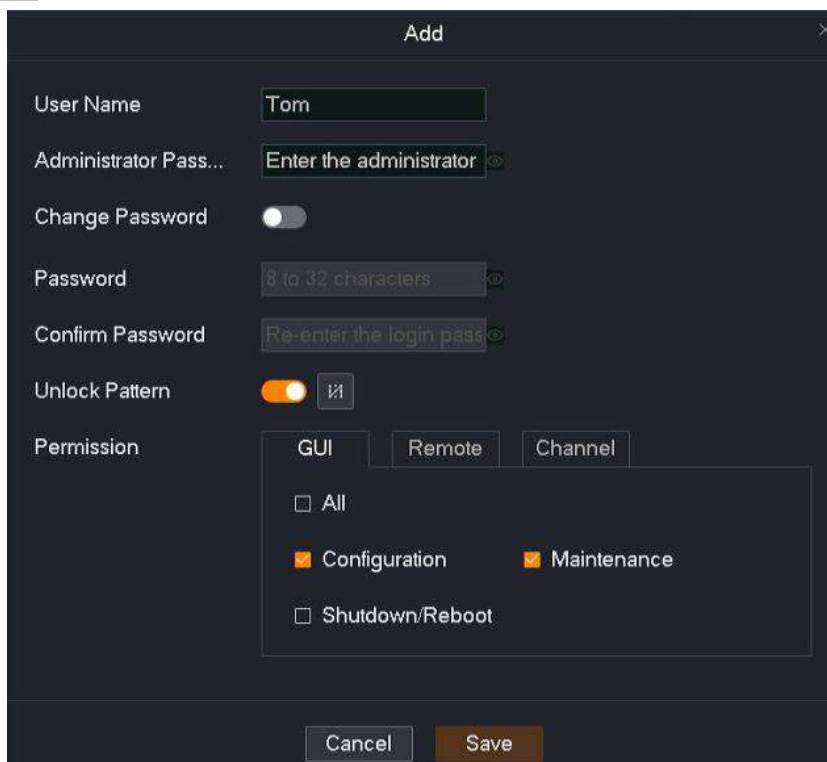 Add
User Name Tom
Administrator Pass... Enter the administrator
Change Password
Password 8 to 32 characters
Confirm Password Re-enter the login pass
Unlock Pattern
Permission GUI Remote Channel
All
Configuration Maintenance
Shutdown/Reboot
Cancel Save